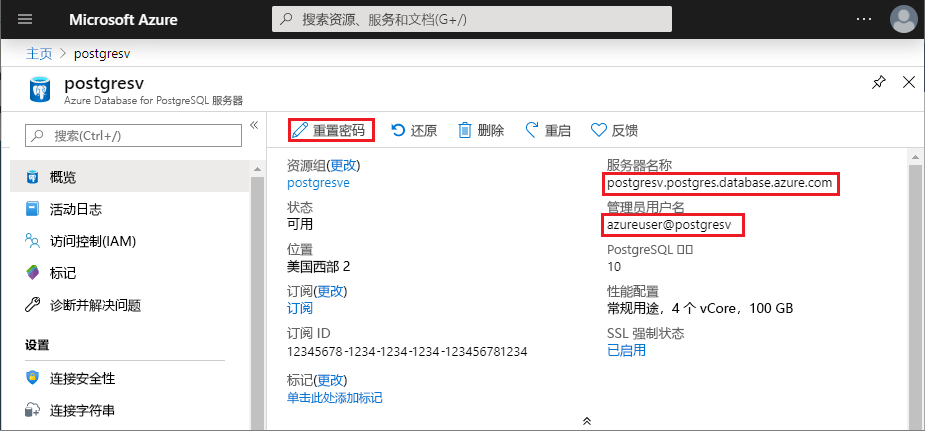 Microsoft Azure
搜索资源、服务和文档(G+/)
主页 > postgresv
postgresv
Azure Database for PostgreSQL 服务器
搜索(Ctrl+/)
概览
活动日志
访问控制(IAM)
标记
诊断并解决问题
设置
连接安全性
连接字符串
重置密码 还原 删除 重启 反馈
资源组(更改)
postgresve
状态
可用
位置
美国西部 2
订阅(更改)
订阅
订阅 ID
12345678-1234-1234-1234-123456781234
标记(更改)
单击此处添加标记
服务器名称
postgresv.postgres.database.azure.com
管理员用户名
azureuser@postgresv
PostgreSQL
10
性能配置
常规用途，4 个 vCore，100 GB
SSL 强制状态
已启用